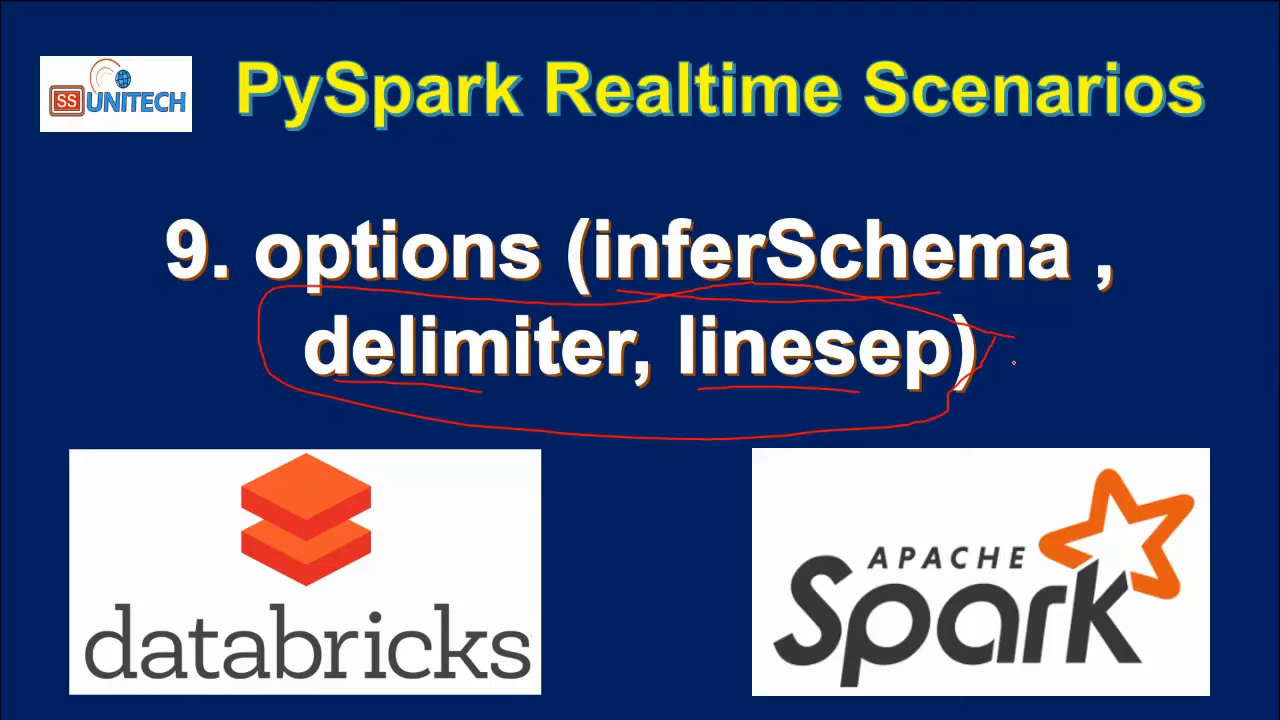 SS UNITECH
PySpark Realtime Scenarios
9. options (inferSchema ,
delimiter, linesep)
databricks
APACHE
Spark